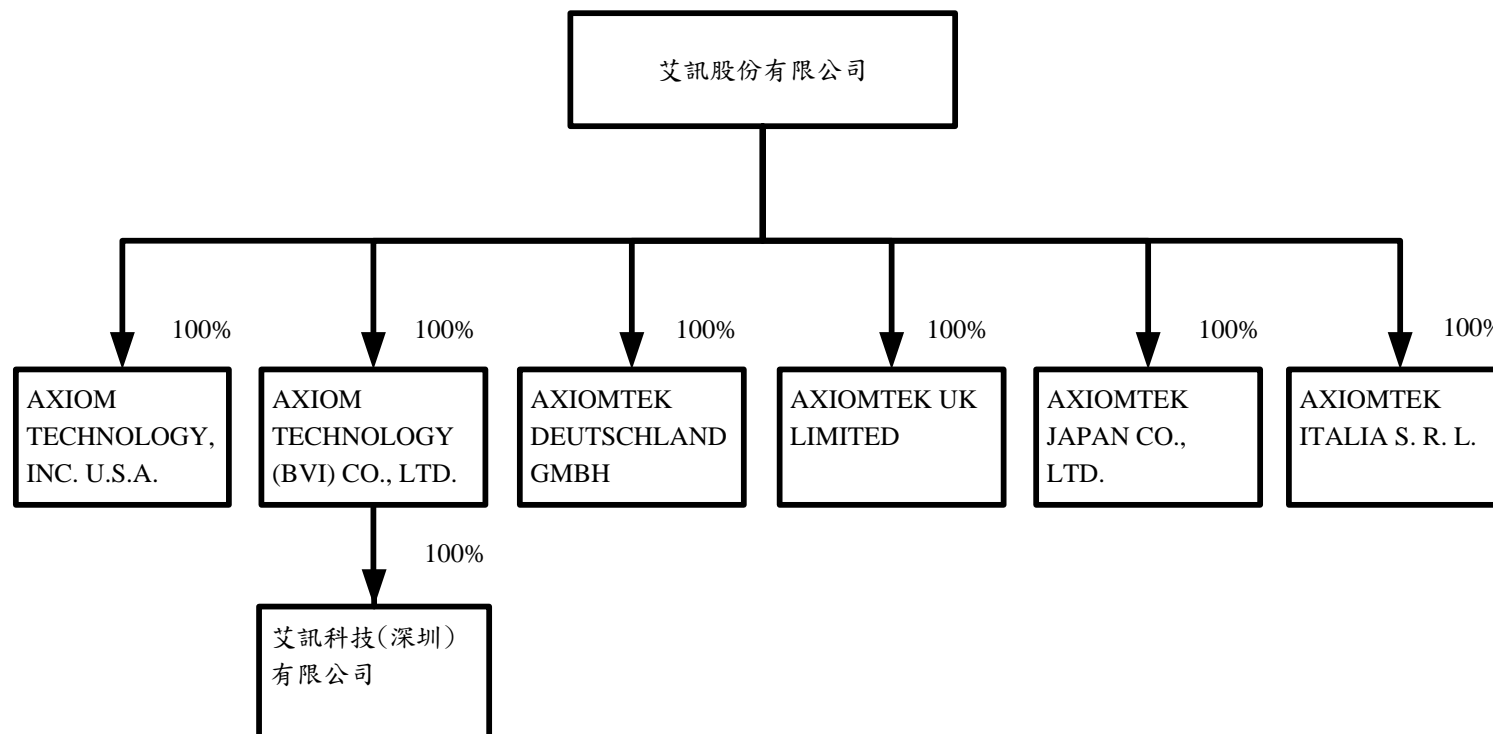 艾訊股份有限公司
100%
100%
100%
100%
100%
100%
AXIOM
TECHNOLOGY,
INC. U.S.A.
AXIOM
TECHNOLOGY
(BVI) CO., LTD.
AXIOMTEK
DEUTSCHLAND
GMBH
AXIOMTEK UK
LIMITED
AXIOMTEK
JAPAN CO.,
LTD.
AXIOMTEK
ITALIA S. R. L.
100%
艾訊科技(深圳)
有限公司